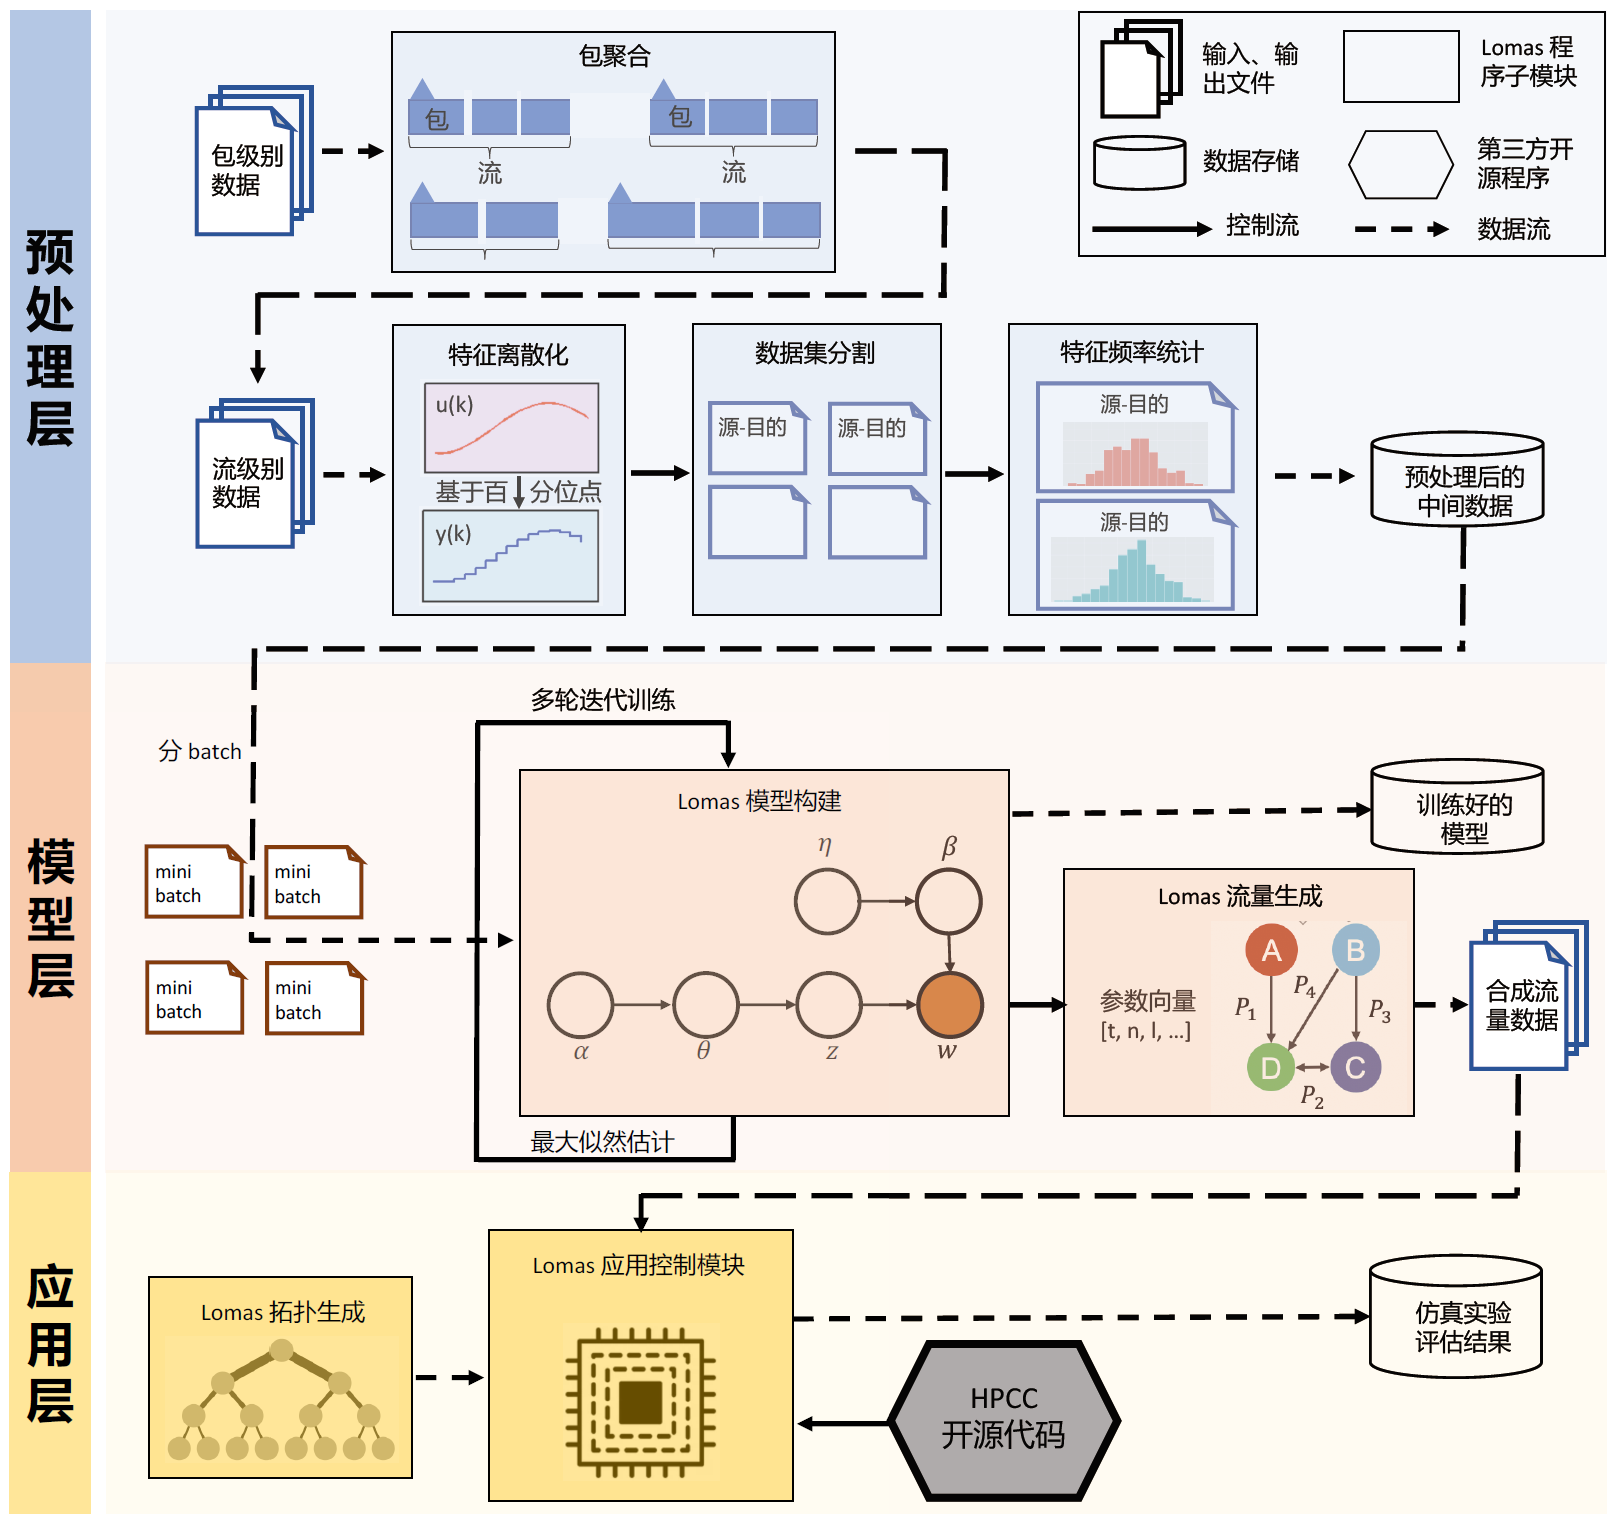 预处理层
包聚合
包
包
流
流
包级别
数据
输入、输
出文件
Lomas 程
序子模块
数据存储
第三方开
源程序
控制流
数据流
流级别
数据
特征离散化
u(k)
基于百 分位点
y(k)
数据集分割
源-目的
源-目的
特征频率统计
源-目的
源-目的
预处理后的
中间数据
模型层
分 batch
mini
batch
mini
batch
mini
batch
mini
batch
多轮迭代训练
Lomas 模型构建
η
β
α
θ
z
w
最大似然估计
训练好的
模型
Lomas 流量生成
参数向量
[t, n, l, ...]
A
B
P4
P1
P3
D
C
P2
合成流
量数据
应用层
Lomas 拓扑生成
Lomas 应用控制模块
HPCC
开源代码
仿真实验
评估结果